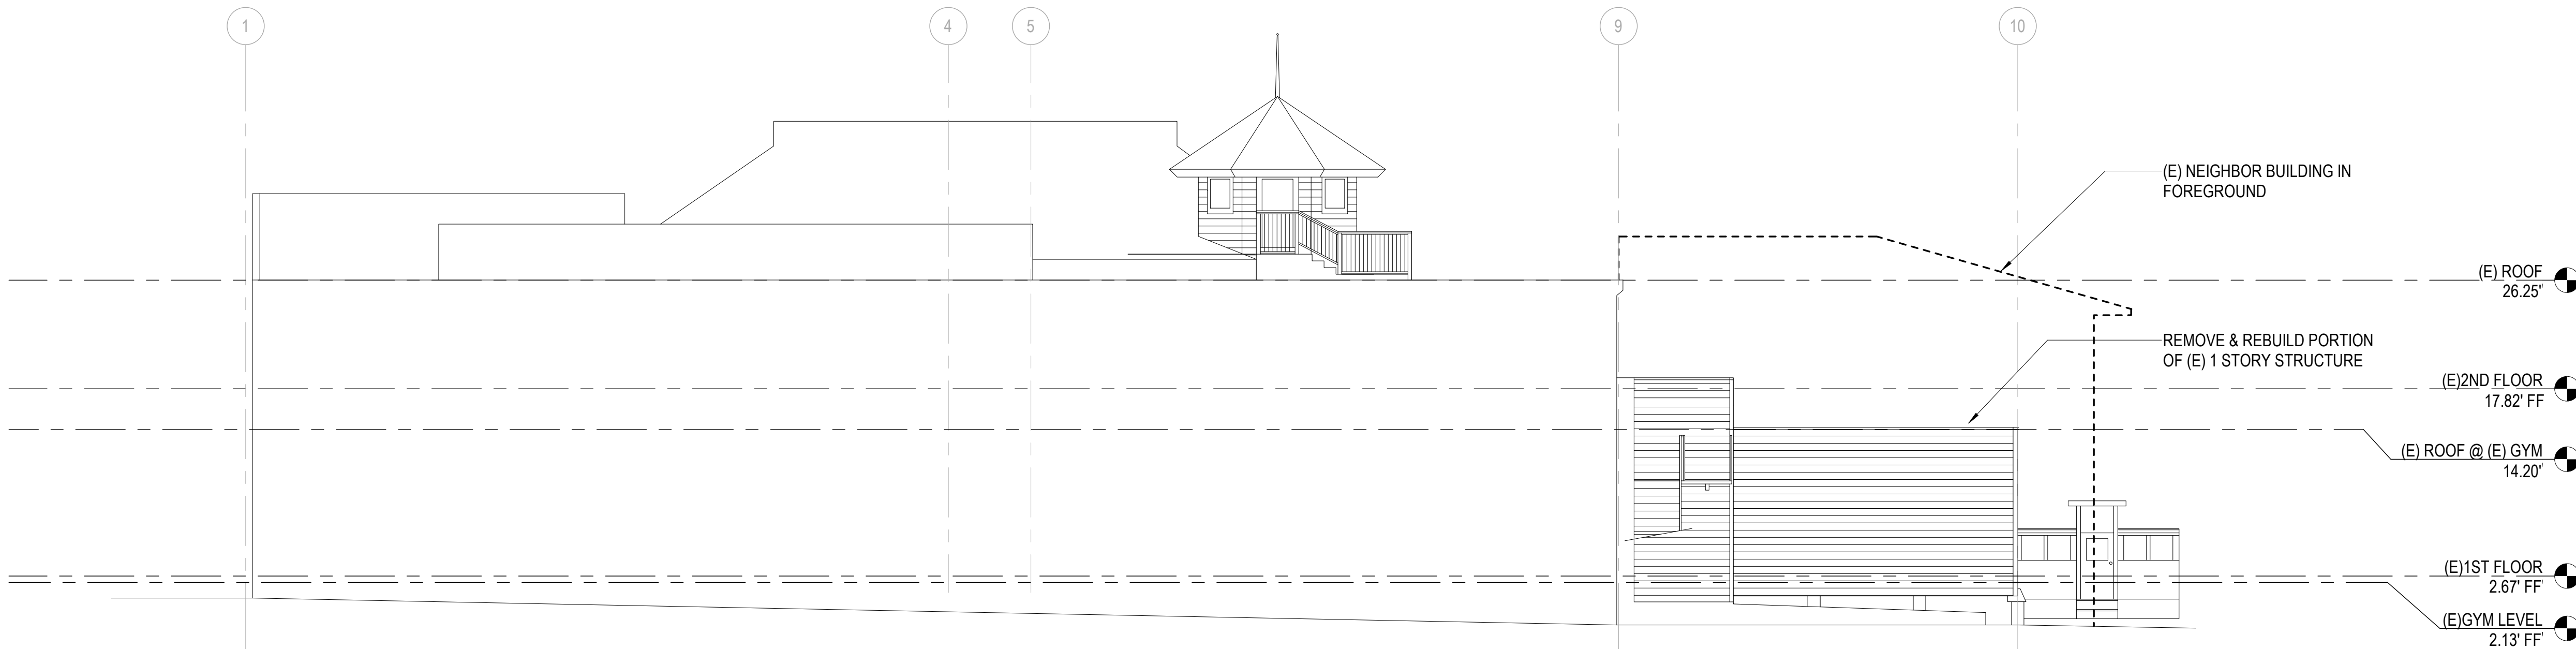 1
4
5
9
10
(E) NEIGHBOR BUILDING IN
FOREGROUND
(E) ROOF
26.25'
REMOVE & REBUILD PORTION
OF (E) 1 STORY STRUCTURE
(E)2ND FLOOR
17.82' FF
(E) ROOF @ (E) GYM
14.20'
(E)1ST FLOOR
2.67' FF
(E)GYM LEVEL
2.13' FF